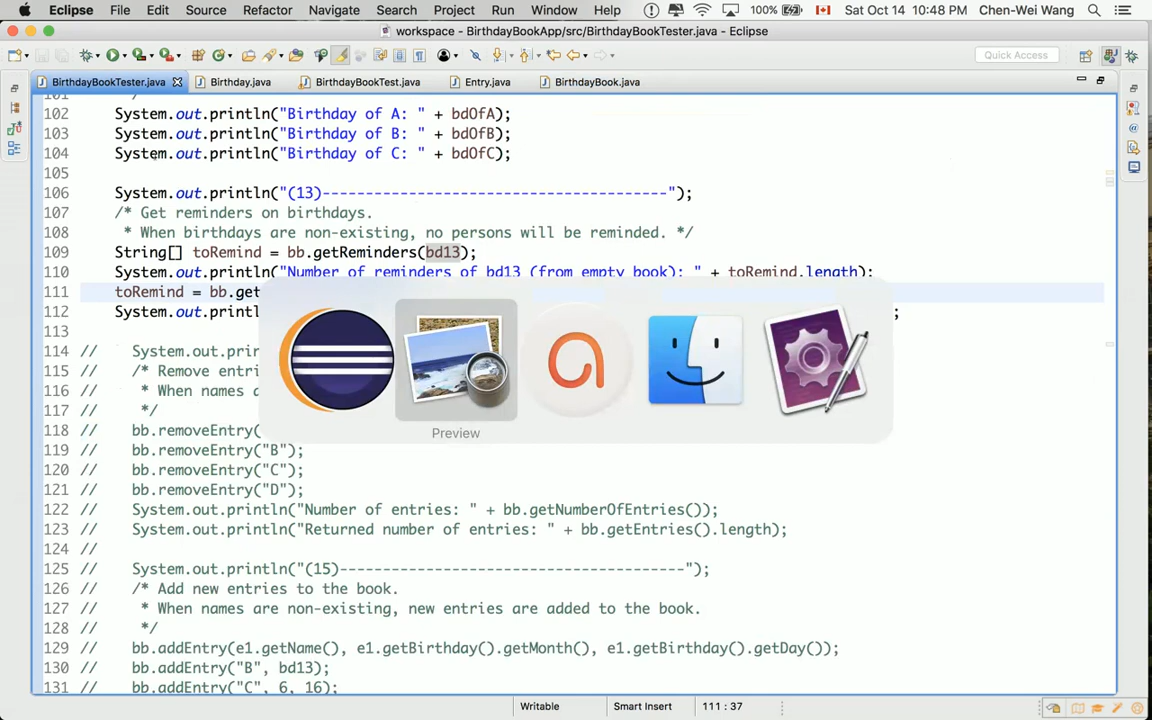 Eclipse File Edit Source Refactor Navigate Search Project Run Window Help 100% Sat Oct 14 10:48 PM Chen-Wei Wang
workspace - BirthdayBookApp/src/BirthdayBookTester.java - Eclipse
Quick Access
BirthdayBookTester.java Birthday.java BirthdayBookTest.java Entry.java BirthdayBook.java
101
102 System.out.println("Birthday of A: " + bdOfA);
103 System.out.println("Birthday of B: " + bdOfB);
104 System.out.println("Birthday of C: " + bdOfC);
105
106 System.out.println("(13)----------------------------------------");
107 /* Get reminders on birthdays.
108 * When birthdays are non-existing, no persons will be reminded. */
109 String[] toRemind = bb.getReminders(bd13);
110 System.out.println("Number of reminders of bd13 (from empty book): " + toRemind.length);
111 toRemind = bb.get
112 System.out.printl ;
113
114 // System.out.prin
115 // /* Remove entri
116 // * When names a
117 // */
118 // bb.removeEntry(
119 // bb.removeEntry("B");
120 // bb.removeEntry("C");
121 // bb.removeEntry("D");
122 // System.out.println("Number of entries: " + bb.getNumberOfEntries());
123 // System.out.println("Returned number of entries: " + bb.getEntries().length);
124 //
125 // System.out.println("(15)----------------------------------------");
126 // /* Add new entries to the book.
127 // * When names are non-existing, new entries are added to the book.
128 // */
129 // bb.addEntry(e1.getName(), e1.getBirthday().getMonth(), e1.getBirthday().getDay());
130 // bb.addEntry("B", bd13);
131 // bb.addEntry("C", 6, 16);
Preview
Writable Smart Insert 111 : 37